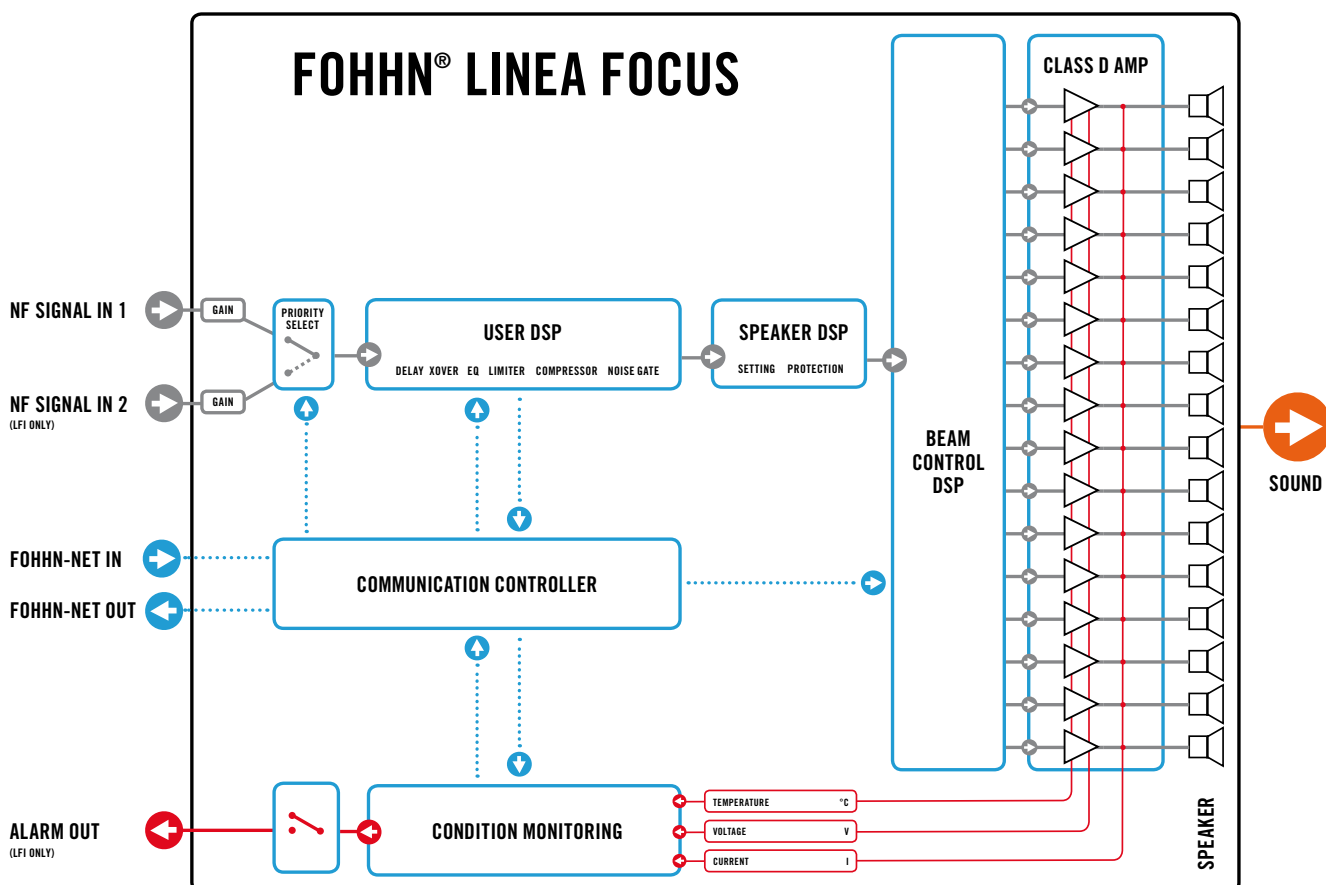 FOHHN® LINEA FOCUS
CLASS D AMP
NF SIGNAL IN 1
GAIN
PRIORITY
SELECT
USER DSP
DELAY XOVER EQ LIMITER COMPRESSOR NOISE GATE
SPEAKER DSP
SETTING PROTECTION
NF SIGNAL IN 2
(LFI ONLY)
GAIN
BEAM
CONTROL
DSP
SOUND
FOHHN-NET IN
FOHHN-NET OUT
COMMUNICATION CONTROLLER
ALARM OUT
(LFI ONLY)
CONDITION MONITORING
TEMPERATURE °C
VOLTAGE V
CURRENT I
SPEAKER